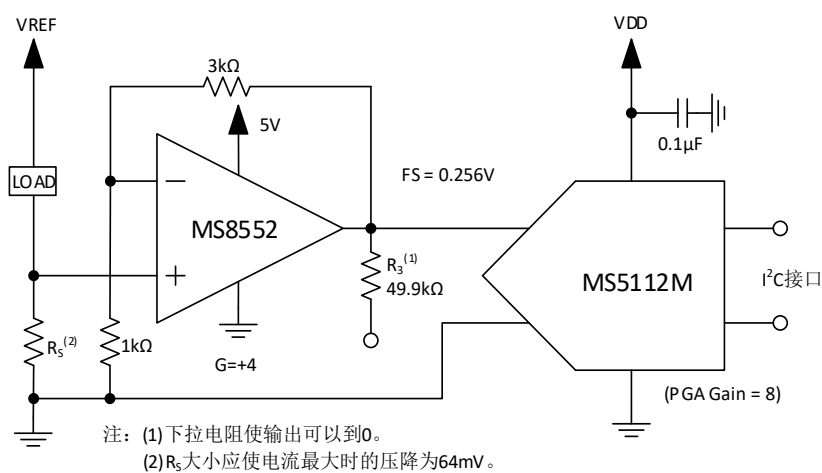 VREF
VDD
3kΩ
5V
0.1µF
LOAD
FS = 0.256V
−
MS8552
+
R₃⁽¹⁾
49.9kΩ
MS5112M
I²C接口
Rₛ⁽²⁾
1kΩ
G=+4
(PGA Gain = 8)
注：(1)下拉电阻使输出可以到0。
(2)Rₛ大小应使电流最大时的压降为64mV。